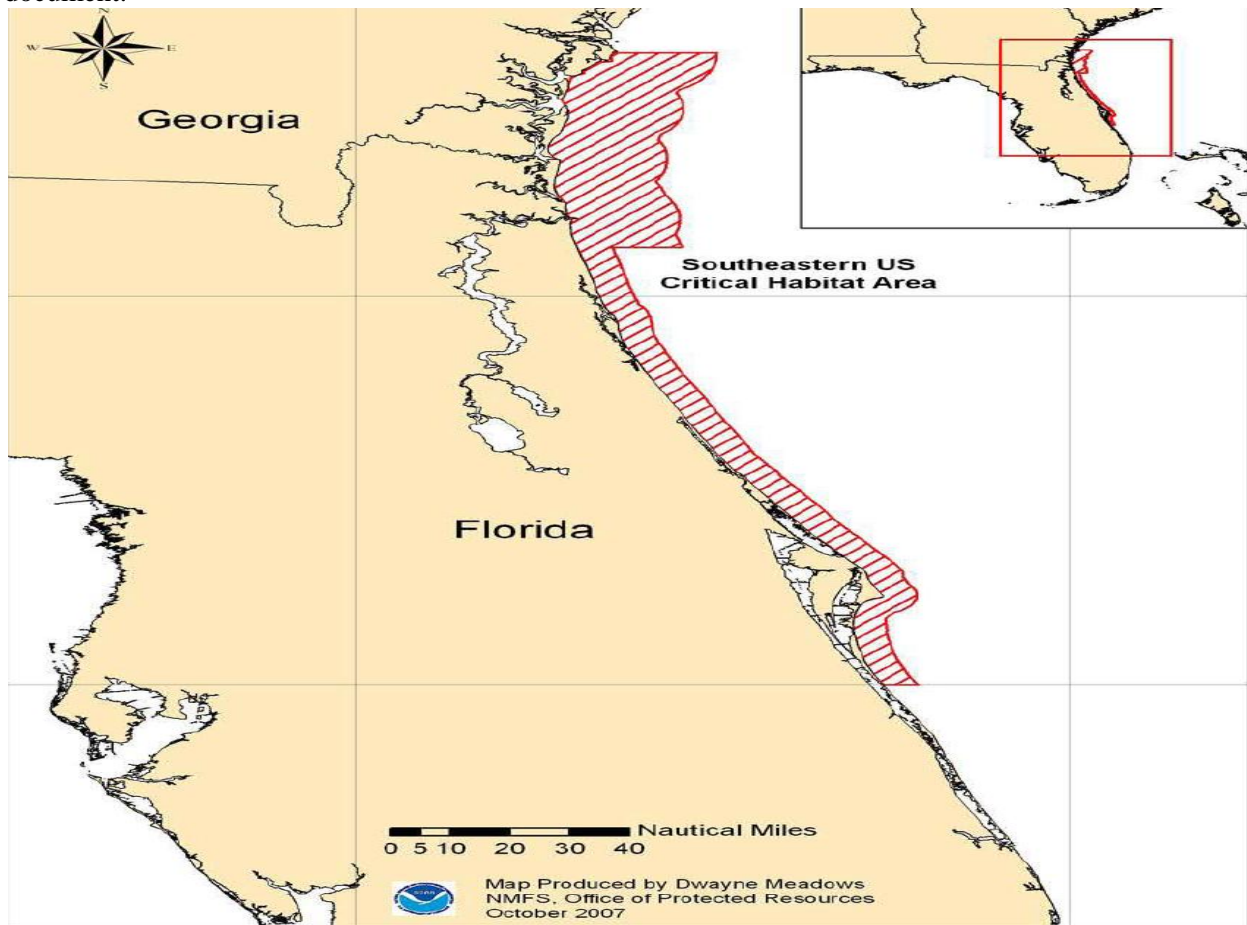 document.
N
W E
S
Georgia
Southeastern US
Critical Habitat Area
Florida
Nautical Miles
0 5 10 20 30 40
Map Produced by Dwayne Meadows
NMFS, Office of Protected Resources
October 2007